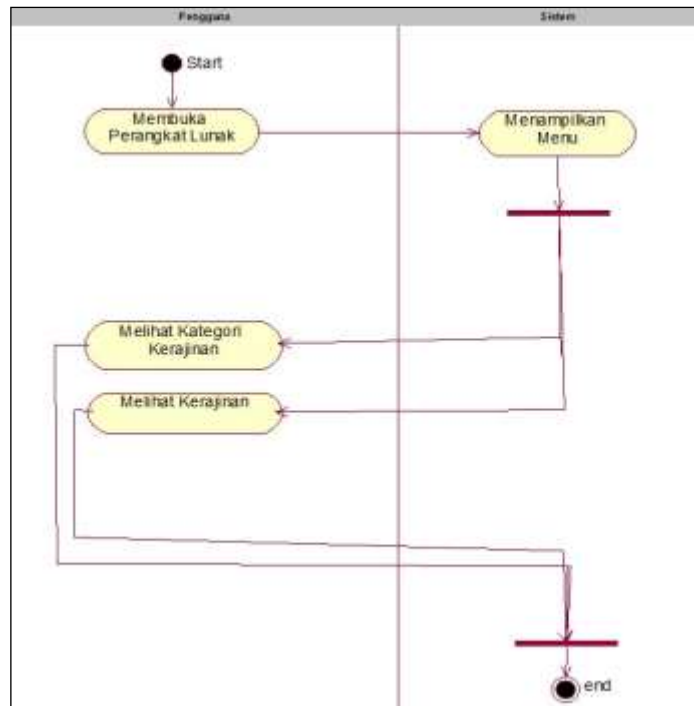 Pengguna
Sistem
Start
Membuka
Perangkat Lunak
Menampilkan
Menu
Melihat Kategori
Kerajinan
Melihat Kerajinan
end